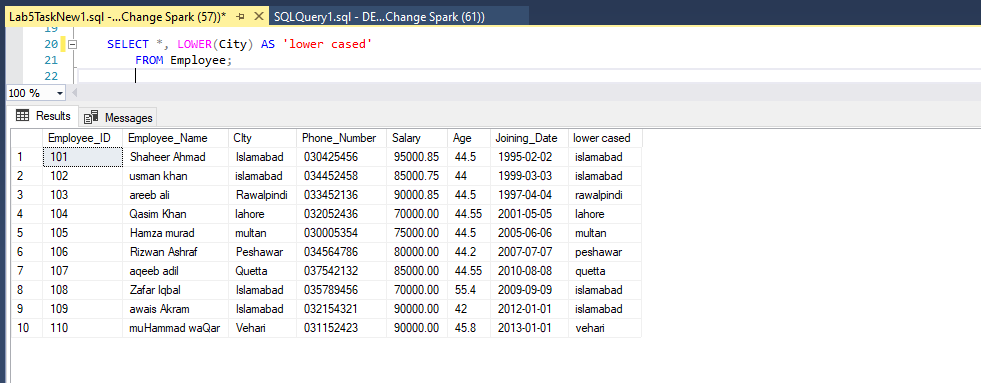 Lab5TaskNew1.sql -...Change Spark (57))* SQLQuery1.sql - DE...Change Spark (61))
19
20 SELECT *, LOWER(City) AS 'lower cased'
21 FROM Employee;
22
100 %
Results Messages
Employee_ID Employee_Name CIty Phone_Number Salary Age Joining_Date lower cased
1 101 Shaheer Ahmad Islamabad 030425456 95000.85 44.5 1995-02-02 islamabad
2 102 usman khan islamabad 034452458 85000.75 44 1999-03-03 islamabad
3 103 areeb ali Rawalpindi 033452136 90000.85 44.5 1997-04-04 rawalpindi
4 104 Qasim Khan lahore 032052436 70000.00 44.55 2001-05-05 lahore
5 105 Hamza murad multan 030005354 75000.00 44.5 2005-06-06 multan
6 106 Rizwan Ashraf Peshawar 034564786 80000.00 44.2 2007-07-07 peshawar
7 107 aqeeb adil Quetta 037542132 85000.00 44.55 2010-08-08 quetta
8 108 Zafar Iqbal Islamabad 035789456 70000.00 55.4 2009-09-09 islamabad
9 109 awais Akram Islamabad 032154321 90000.00 42 2012-01-01 islamabad
10 110 muHammad waQar Vehari 031152423 90000.00 45.8 2013-01-01 vehari